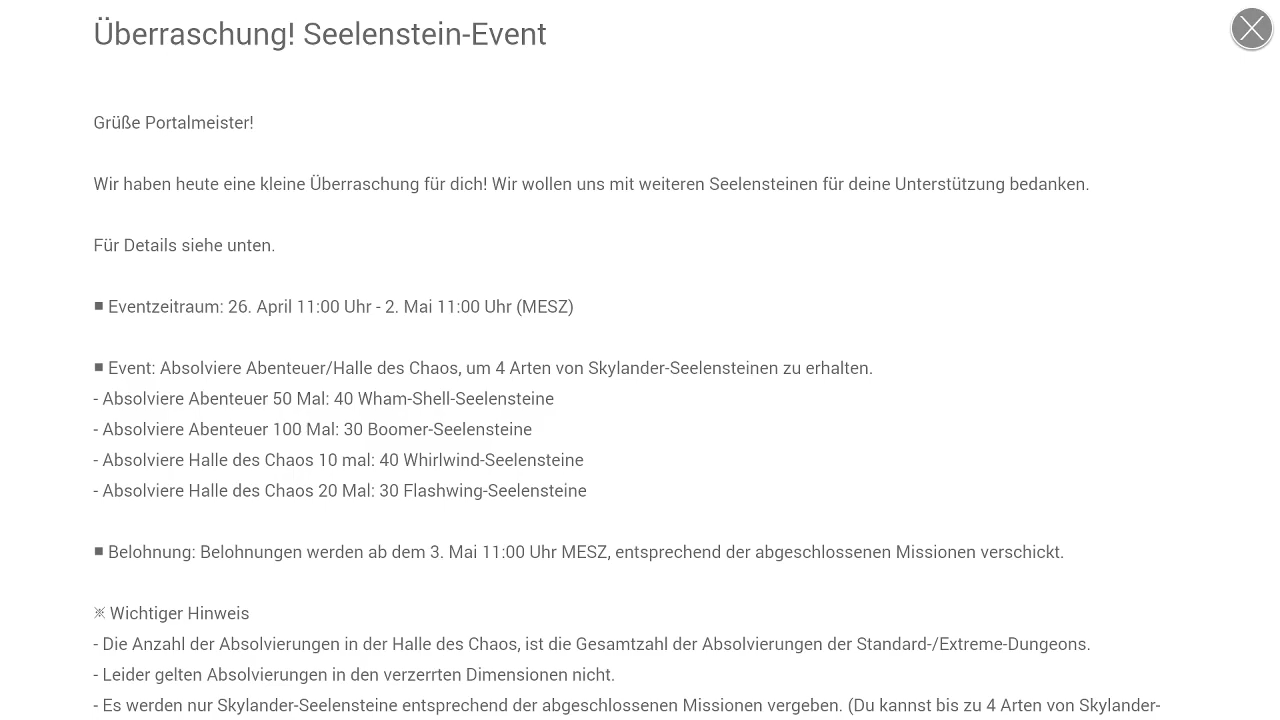 Überraschung! Seelenstein-Event
Grüße Portalmeister!
Wir haben heute eine kleine Überraschung für dich! Wir wollen uns mit weiteren Seelensteinen für deine Unterstützung bedanken.
Für Details siehe unten.
■ Eventzeitraum: 26. April 11:00 Uhr - 2. Mai 11:00 Uhr (MESZ)
■ Event: Absolviere Abenteuer/Halle des Chaos, um 4 Arten von Skylander-Seelensteinen zu erhalten.
- Absolviere Abenteuer 50 Mal: 40 Wham-Shell-Seelensteine
- Absolviere Abenteuer 100 Mal: 30 Boomer-Seelensteine
- Absolviere Halle des Chaos 10 mal: 40 Whirlwind-Seelensteine
- Absolviere Halle des Chaos 20 Mal: 30 Flashwing-Seelensteine
■ Belohnung: Belohnungen werden ab dem 3. Mai 11:00 Uhr MESZ, entsprechend der abgeschlossenen Missionen verschickt.
※ Wichtiger Hinweis
- Die Anzahl der Absolvierungen in der Halle des Chaos, ist die Gesamtzahl der Absolvierungen der Standard-/Extreme-Dungeons.
- Leider gelten Absolvierungen in den verzerrten Dimensionen nicht.
- Es werden nur Skylander-Seelensteine entsprechend der abgeschlossenen Missionen vergeben. (Du kannst bis zu 4 Arten von Skylander-